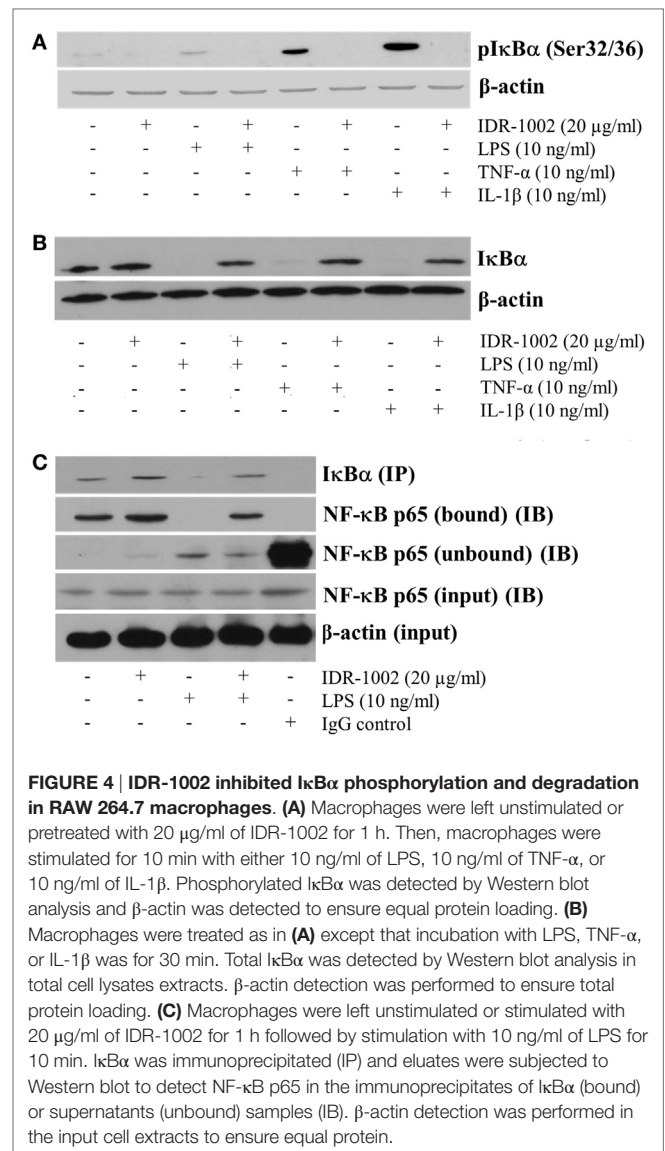 A
pIκBα (Ser32/36)
β-actin
- + - + - + - + IDR-1002 (20 µg/ml)
- - + + - - - - LPS (10 ng/ml)
- - - - + + - - TNF-α (10 ng/ml)
- - - - - - + + IL-1β (10 ng/ml)
B
IκBα
β-actin
- + - + - + - + IDR-1002 (20 µg/ml)
- - + + - - - - LPS (10 ng/ml)
- - - - + + - - TNF-α (10 ng/ml)
- - - - - - + + IL-1β (10 ng/ml)
C
IκBα (IP)
NF-κB p65 (bound) (IB)
NF-κB p65 (unbound) (IB)
NF-κB p65 (input) (IB)
β-actin (input)
- + - + - IDR-1002 (20 µg/ml)
- - + + - LPS (10 ng/ml)
- - - - + IgG control
FIGURE 4 | IDR-1002 inhibited IκBα phosphorylation and degradation
in RAW 264.7 macrophages. (A) Macrophages were left unstimulated or
pretreated with 20 µg/ml of IDR-1002 for 1 h. Then, macrophages were
stimulated for 10 min with either 10 ng/ml of LPS, 10 ng/ml of TNF-α, or
10 ng/ml of IL-1β. Phosphorylated IκBα was detected by Western blot
analysis and β-actin was detected to ensure equal protein loading. (B)
Macrophages were treated as in (A) except that incubation with LPS, TNF-α,
or IL-1β was for 30 min. Total IκBα was detected by Western blot analysis in
total cell lysates extracts. β-actin detection was performed to ensure total
protein loading. (C) Macrophages were left unstimulated or stimulated with
20 µg/ml of IDR-1002 for 1 h followed by stimulation with 10 ng/ml of LPS for
10 min. IκBα was immunoprecipitated (IP) and eluates were subjected to
Western blot to detect NF-κB p65 in the immunoprecipitates of IκBα (bound)
or supernatants (unbound) samples (IB). β-actin detection was performed in
the input cell extracts to ensure equal protein.